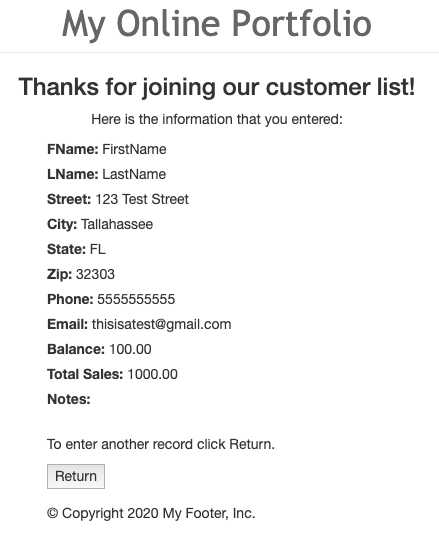 My Online Portfolio
Thanks for joining our customer list!
Here is the information that you entered:
FName: FirstName
LName: LastName
Street: 123 Test Street
City: Tallahassee
State: FL
Zip: 32303
Phone: 5555555555
Email: thisisatest@gmail.com
Balance: 100.00
Total Sales: 1000.00
Notes:
To enter another record click Return.
Return
© Copyright 2020 My Footer, Inc.